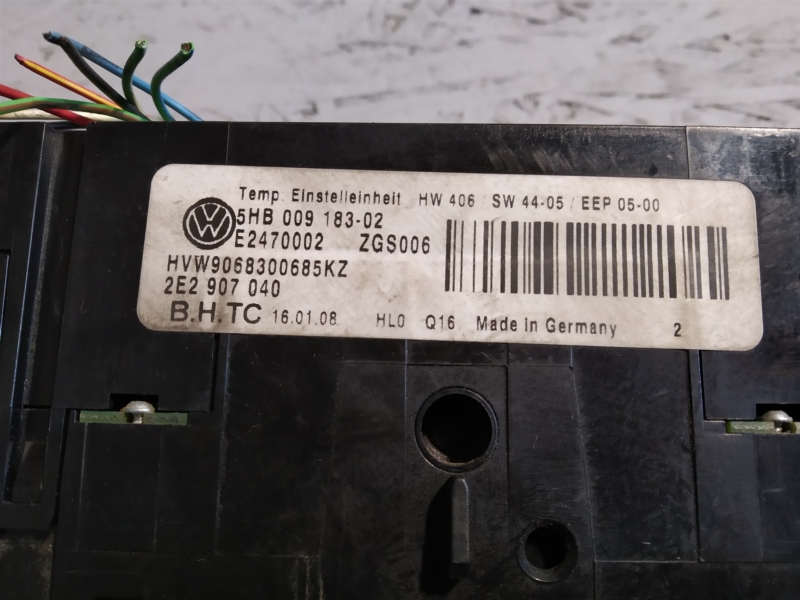 Temp. Einstelleinheit HW 406 / SW 44-05 / EEP 05-00
5HB 009 183-02
E2470002 ZGS006
HVW9068300685KZ
2E2 907 040
B.H.TC 16.01.08 HL0 Q16 Made in Germany 2